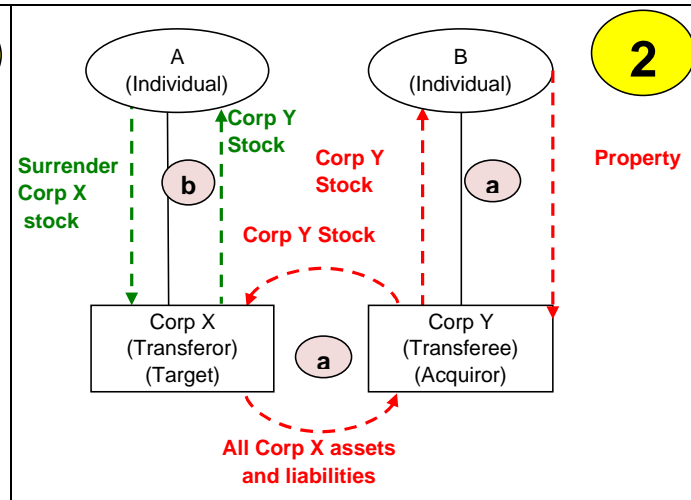 A
(Individual)
B
(Individual)
2
Corp Y
Stock
Surrender
Corp X
stock
b
Corp Y
Stock
a
Property
Corp Y Stock
Corp X
(Transferor)
(Target)
a
Corp Y
(Transferee)
(Acquiror)
All Corp X assets
and liabilities